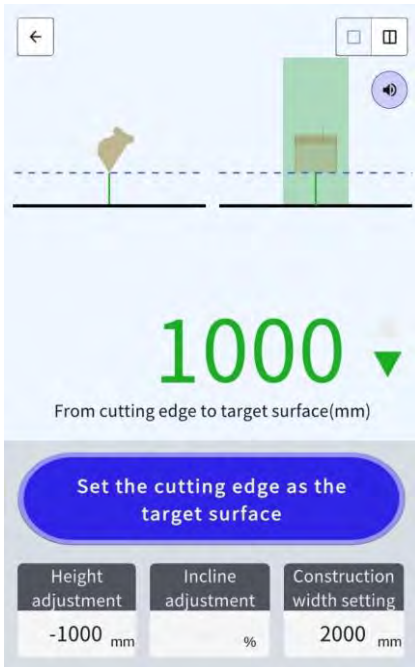 1000
From cutting edge to target surface(mm)
Set the cutting edge as the
target surface
Height
adjustment
-1000 mm
Incline
adjustment
%
Construction
width setting
2000 mm